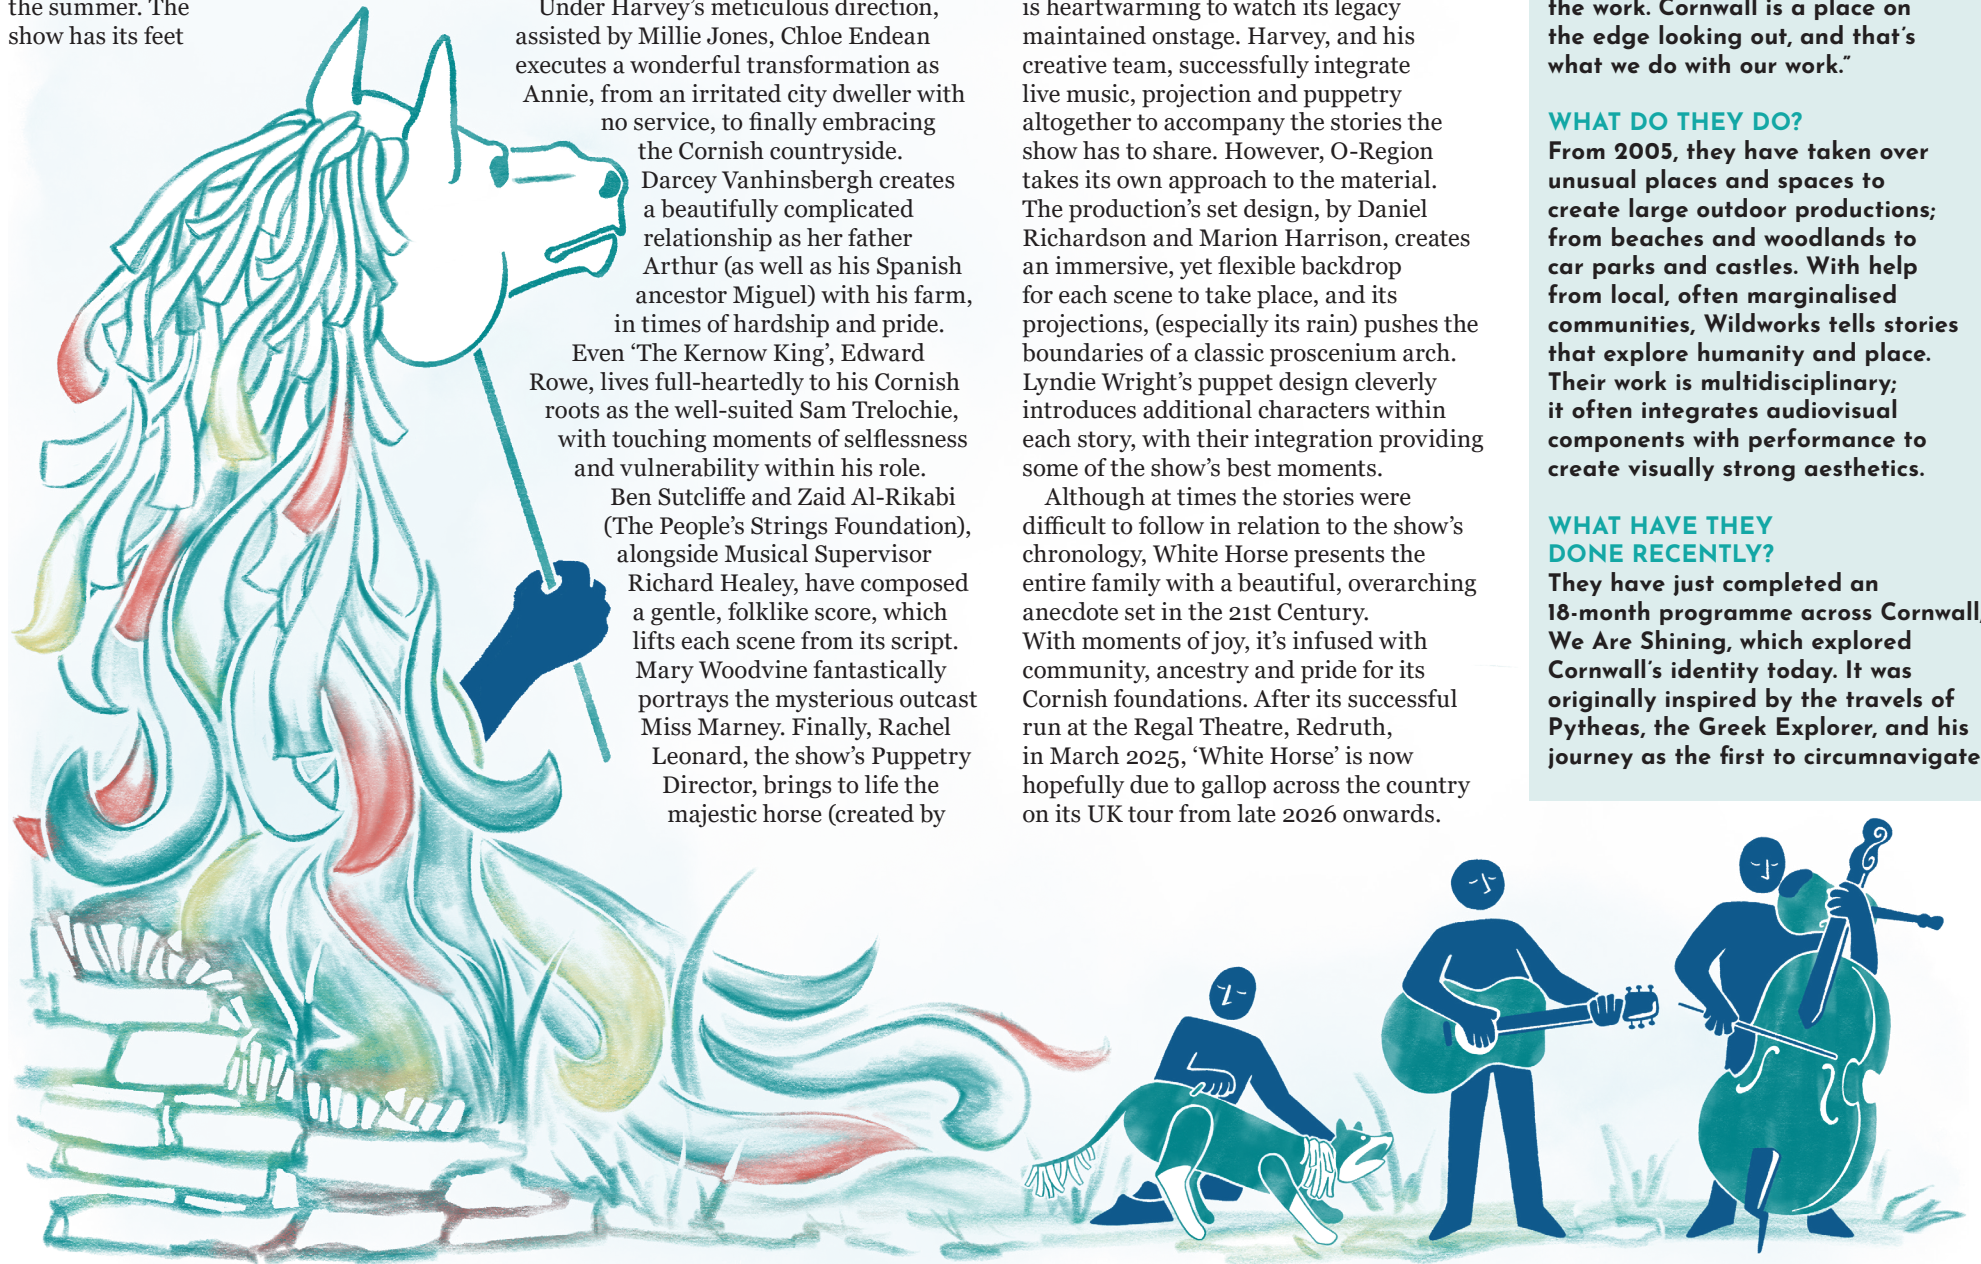 the summer. The
show has its feet
Under Harvey's meticulous direction,
assisted by Millie Jones, Chloe Endean
executes a wonderful transformation as
Annie, from an irritated city dweller with
no service, to finally embracing
the Cornish countryside.
Darcey Vanhinsbergh creates
a beautifully complicated
relationship as her father
Arthur (as well as his Spanish
ancestor Miguel) with his farm,
in times of hardship and pride.
Even ‘The Kernow King’, Edward
Rowe, lives full-heartedly to his Cornish
roots as the well-suited Sam Trelochie,
with touching moments of selflessness
and vulnerability within his role.
Ben Sutcliffe and Zaid Al-Rikabi
(The People’s Strings Foundation),
alongside Musical Supervisor
Richard Healey, have composed
a gentle, folklike score, which
lifts each scene from its script.
Mary Woodvine fantastically
portrays the mysterious outcast
Miss Marney. Finally, Rachel
Leonard, the show’s Puppetry
Director, brings to life the
majestic horse (created by
is heartwarming to watch its legacy
maintained onstage. Harvey, and his
creative team, successfully integrate
live music, projection and puppetry
altogether to accompany the stories the
show has to share. However, O-Region
takes its own approach to the material.
The production’s set design, by Daniel
Richardson and Marion Harrison, creates
an immersive, yet flexible backdrop
for each scene to take place, and its
projections, (especially its rain) pushes the
boundaries of a classic proscenium arch.
Lyndie Wright’s puppet design cleverly
introduces additional characters within
each story, with their integration providing
some of the show’s best moments.
Although at times the stories were
difficult to follow in relation to the show’s
chronology, White Horse presents the
entire family with a beautiful, overarching
anecdote set in the 21st Century.
With moments of joy, it’s infused with
community, ancestry and pride for its
Cornish foundations. After its successful
run at the Regal Theatre, Redruth,
in March 2025, ‘White Horse’ is now
hopefully due to gallop across the country
on its UK tour from late 2026 onwards.
the work. Cornwall is a place on
the edge looking out, and that’s
what we do with our work.”
WHAT DO THEY DO?
From 2005, they have taken over
unusual places and spaces to
create large outdoor productions;
from beaches and woodlands to
car parks and castles. With help
from local, often marginalised
communities, Wildworks tells stories
that explore humanity and place.
Their work is multidisciplinary;
it often integrates audiovisual
components with performance to
create visually strong aesthetics.
WHAT HAVE THEY
DONE RECENTLY?
They have just completed an
18-month programme across Cornwall,
We Are Shining, which explored
Cornwall’s identity today. It was
originally inspired by the travels of
Pytheas, the Greek Explorer, and his
journey as the first to circumnavigate